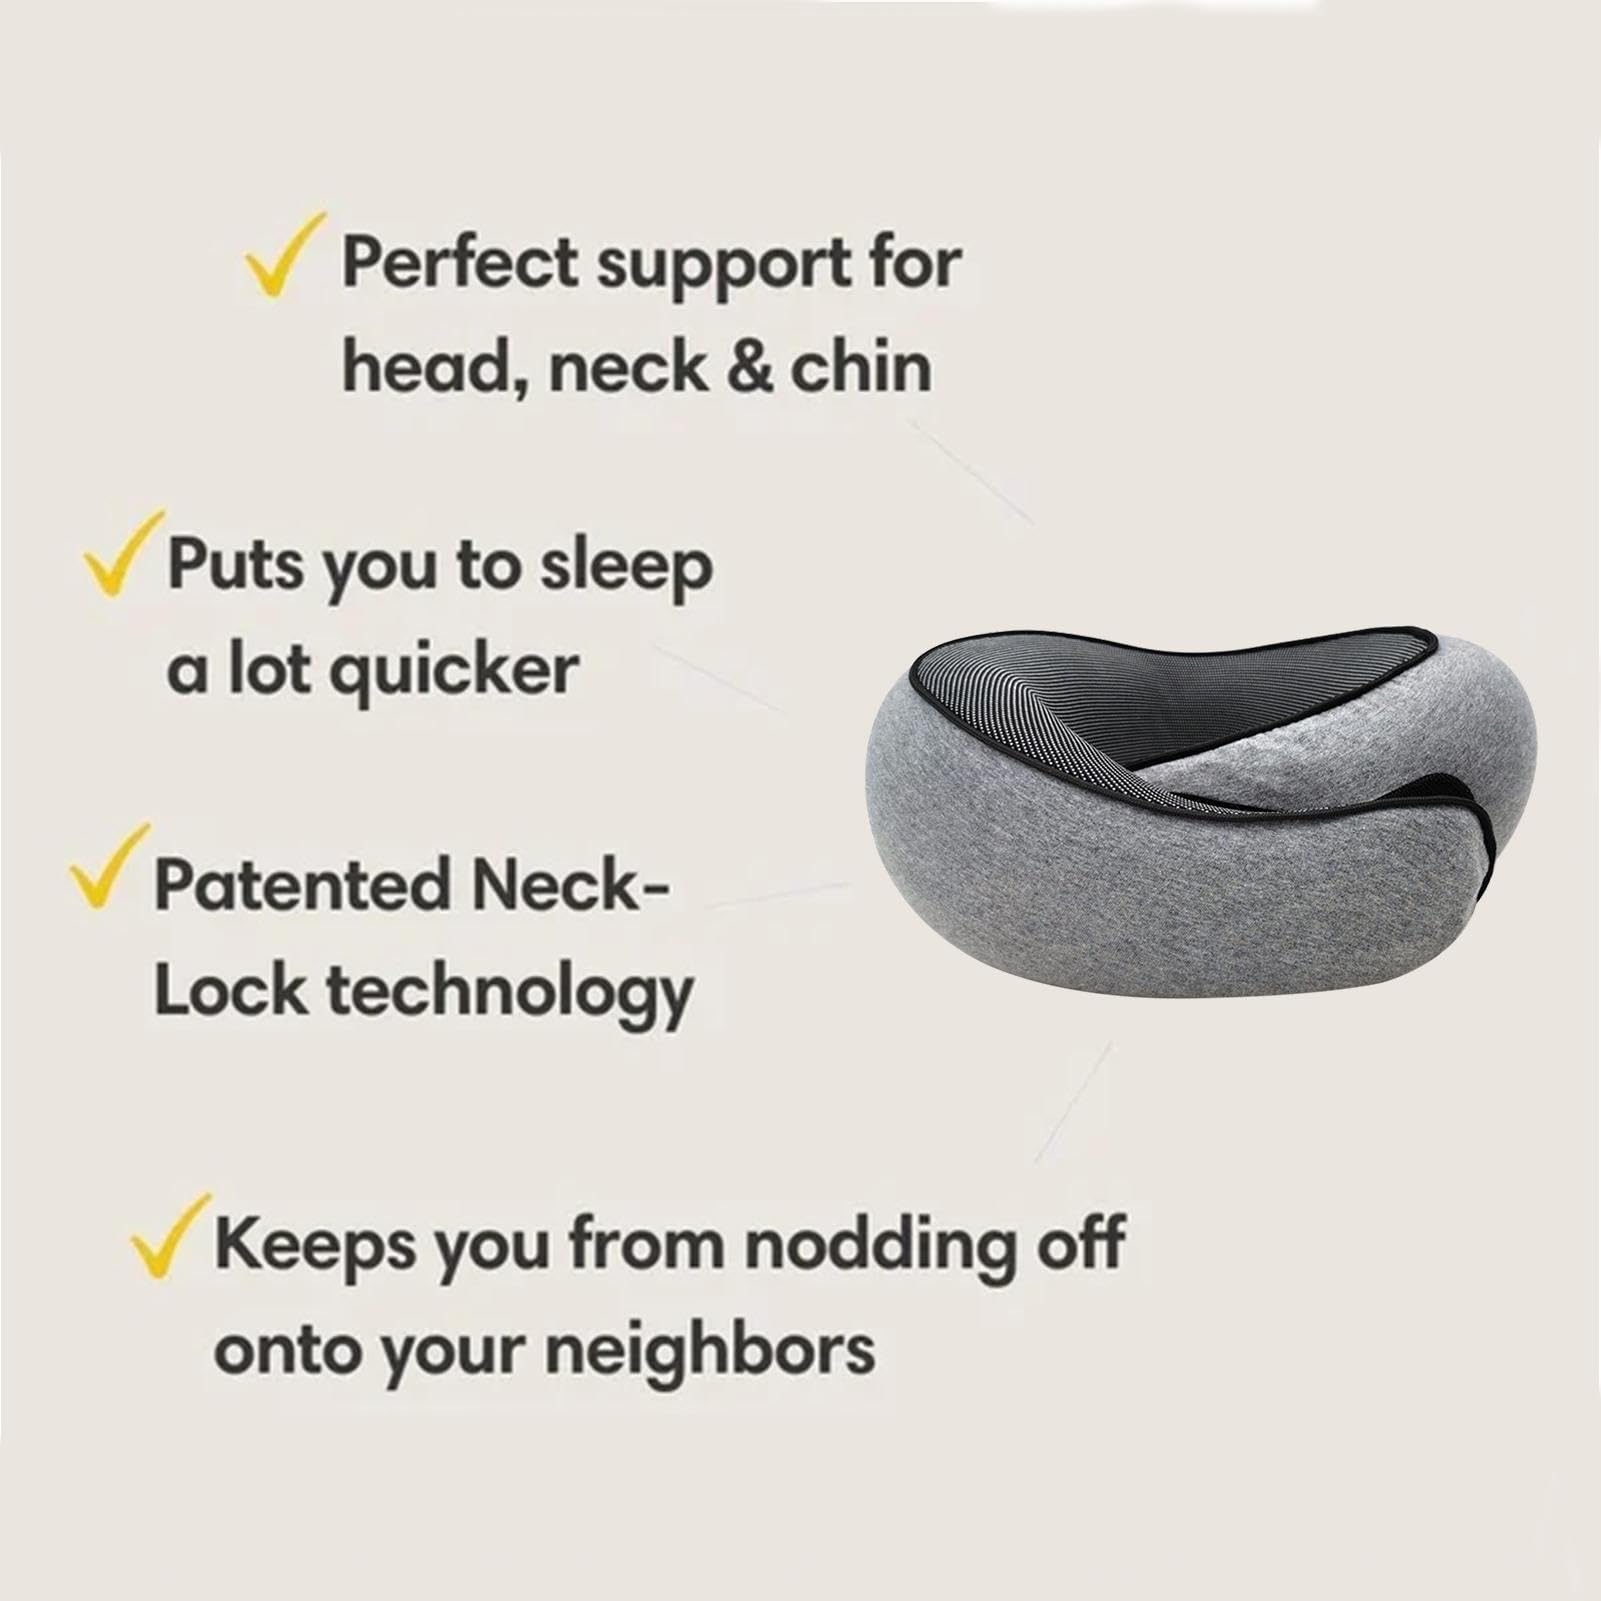 Perfect support for
head, neck & chin
Puts you to sleep
a lot quicker
Patented Neck-
Lock technology
Keeps you from nodding off
onto your neighbors